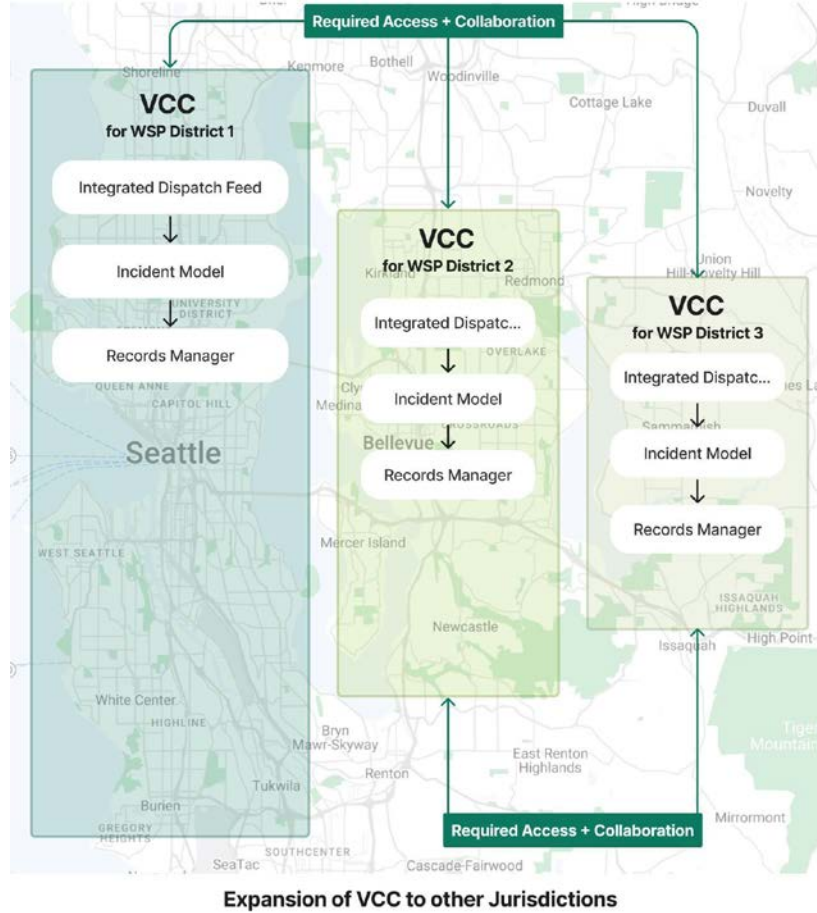 Required Access + Collaboration
Shoreline
Kenmore
Bothell
Woodinville
Cottage Lake
Duvall
Novelty
VCC
for WSP District 1
Integrated Dispatch Feed
Incident Model
UNIVERSITY
DISTRICT
Records Manager
QUEEN ANNE
CAPITOL HILL
Seattle
WEST SEATTLE
White Center
HIGHLINE
Burien
GREGORY
HEIGHTS
Tukwila
SeaTac
VCC
for WSP District 2
Kirkland
Redmond
Integrated Dispatc...
OVERLAKE
Incident Model
Medina
Bellevue
Records Manager
Mercer Island
Newcastle
Bryn
Mawr-Skyway
Renton
East Renton
Highlands
SOUTHCENTER
Cascade-Fairwood
Union
Hill-Novelty Hill
VCC
for WSP District 3
Integrated Dispatc...
Sammamish
Incident Model
Records Manager
ISSAQUAH
HIGHLANDS
Issaquah
High Point
Tiger
Mountain
Mirrormont
Required Access + Collaboration
Expansion of VCC to other Jurisdictions